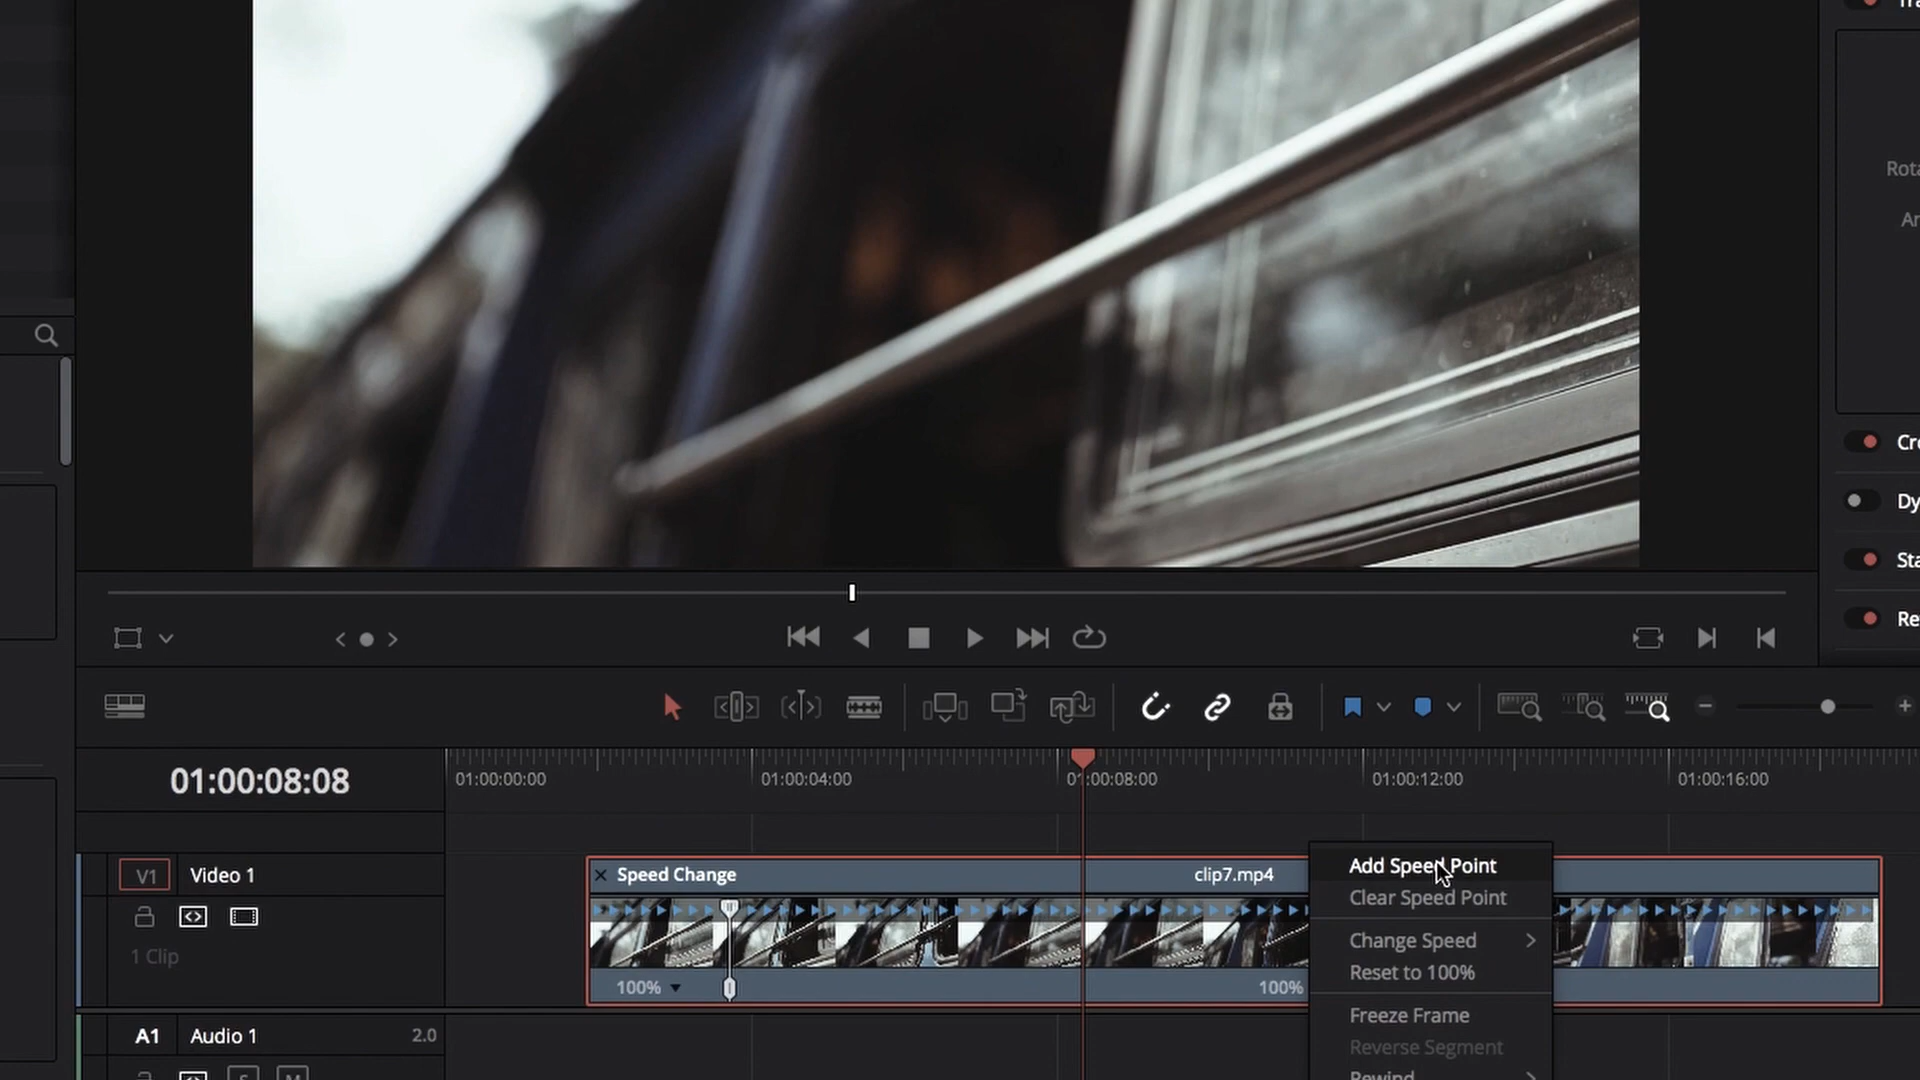 Rota
Cro
Dy
Sta
Re
01:00:08:08
01:00:00:00
01:00:04:00
01:00:08:00
01:00:12:00
01:00:16:00
V1
Video 1
1 Clip
Speed Change
clip7.mp4
100%
100%
Add Speed Point
Clear Speed Point
Change Speed
Reset to 100%
Freeze Frame
Reverse Segment
Rewind
A1
Audio 1
2.0
S
M